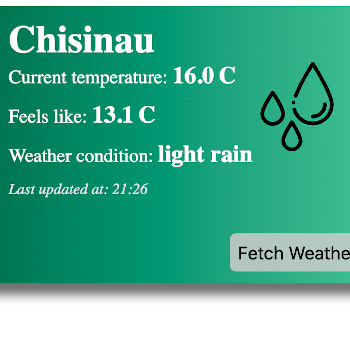 Chisinau
Current temperature: 16.0 C
Feels like: 13.1 C
Weather condition: light rain
Last updated at: 21:26
Fetch Weathe